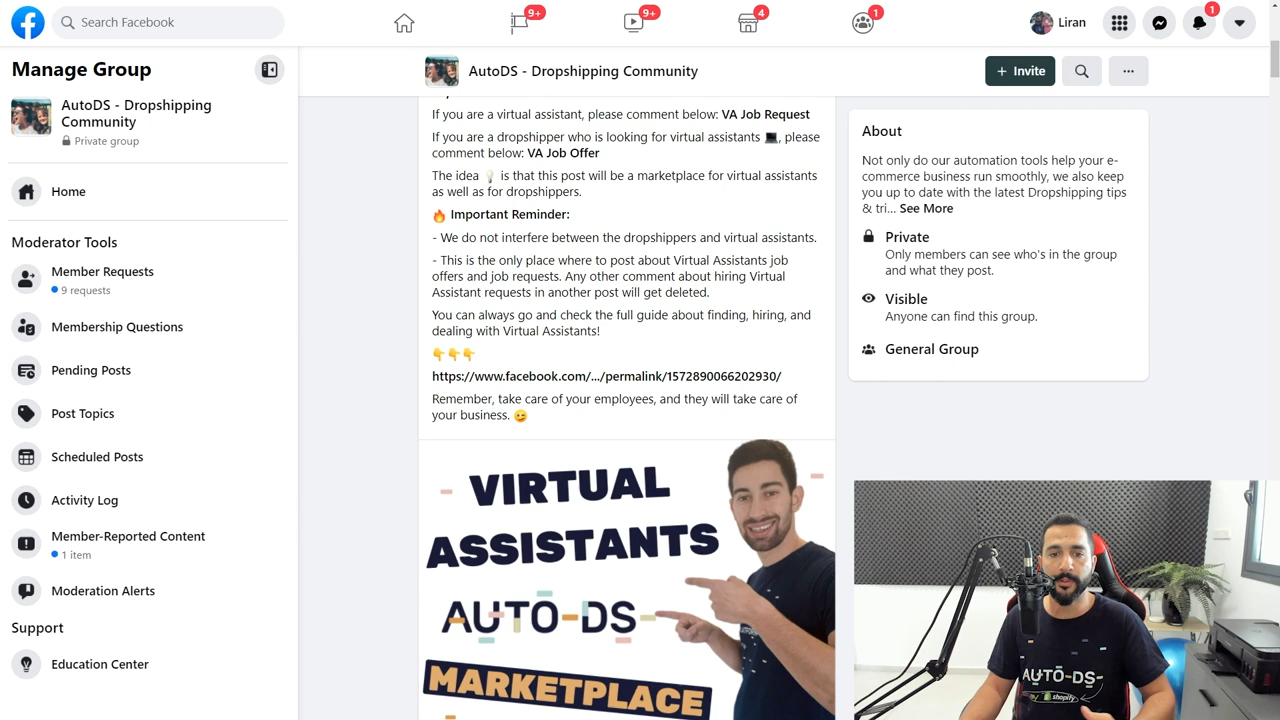 Search Facebook
9+
9+
4
1
Liran
1
Manage Group
AutoDS - Dropshipping
Community
Private group
Home
Moderator Tools
Member Requests
9 requests
Membership Questions
Pending Posts
Post Topics
Scheduled Posts
Activity Log
Member-Reported Content
1 item
Moderation Alerts
Support
Education Center
AutoDS - Dropshipping Community
+ Invite
If you are a virtual assistant, please comment below: VA Job Request
If you are a dropshipper who is looking for virtual assistants 💻, please
comment below: VA Job Offer
The idea 💡 is that this post will be a marketplace for virtual assistants
as well as for dropshippers.
🔥 Important Reminder:
- We do not interfere between the dropshippers and virtual assistants.
- This is the only place where to post about Virtual Assistants job
offers and job requests. Any other comment about hiring Virtual
Assistant requests in another post will get deleted.
You can always go and check the full guide about finding, hiring, and
dealing with Virtual Assistants!
👇👇👇
https://www.facebook.com/.../permalink/1572890066202930/
Remember, take care of your employees, and they will take care of
your business. 😉
VIRTUAL
ASSISTANTS
AUTO-DS-
MARKETPLACE
About
Not only do our automation tools help your e-
commerce business run smoothly, we also keep
you up to date with the latest Dropshipping tips
& tri... See More
Private
Only members can see who's in the group
and what they post.
Visible
Anyone can find this group.
General Group
AUTO-DS-
shopify